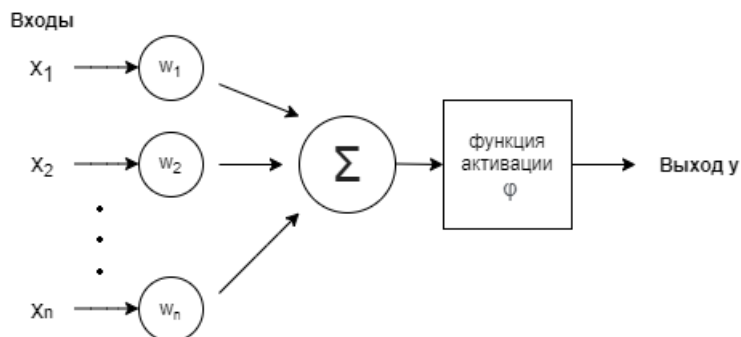 Входы
X1
w1
X2
w2
Σ
функция
активации
φ
Выход y
Xn
wn